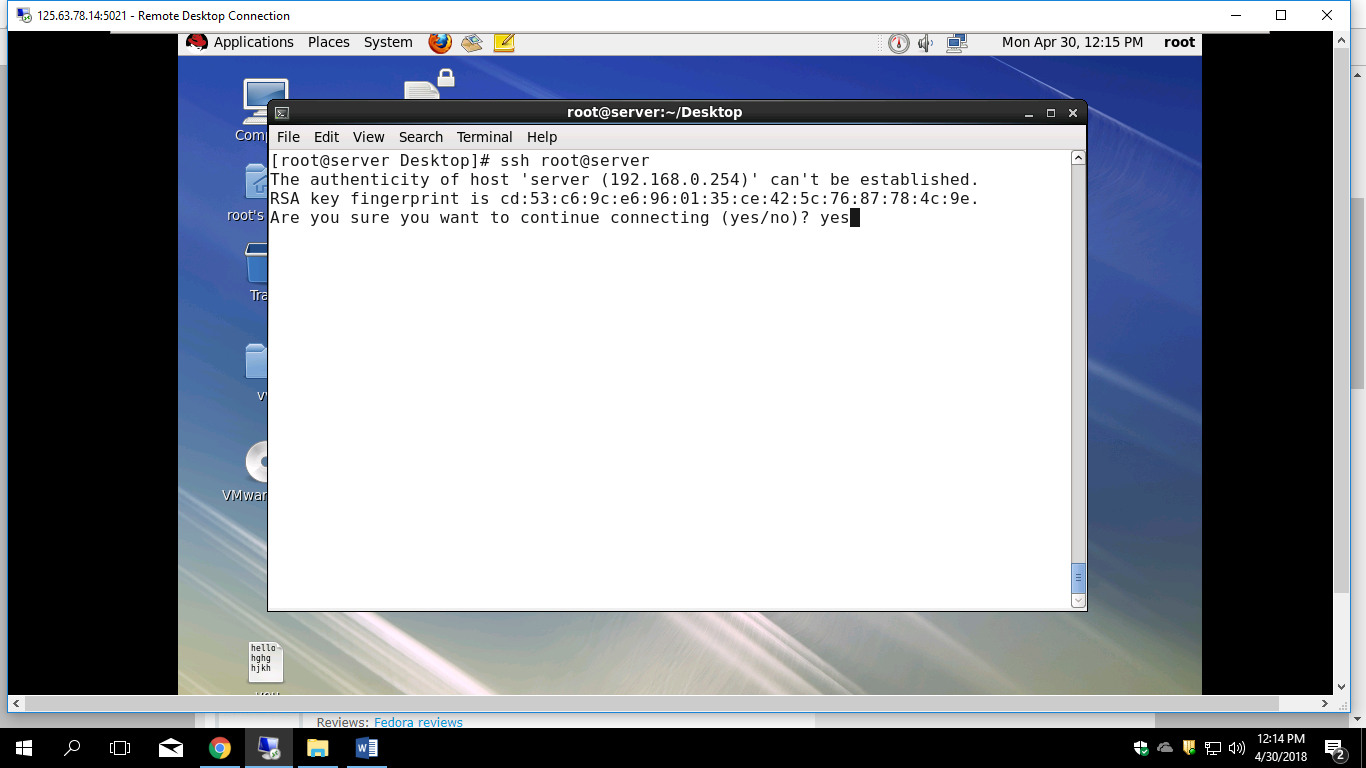 125.63.78.14:5021 - Remote Desktop Connection
Applications Places System Mon Apr 30, 12:15 PM root
root@server:~/Desktop
File Edit View Search Terminal Help
[root@server Desktop]# ssh root@server
The authenticity of host 'server (192.168.0.254)' can't be established.
RSA key fingerprint is cd:53:c6:9c:e6:96:01:35:ce:42:5c:76:87:78:4c:9e.
Are you sure you want to continue connecting (yes/no)? yes
Comp
root's
Tra
v
VMwar
hello
hghg
hjkh
Reviews: Fedora reviews
12:14 PM
4/30/2018
2